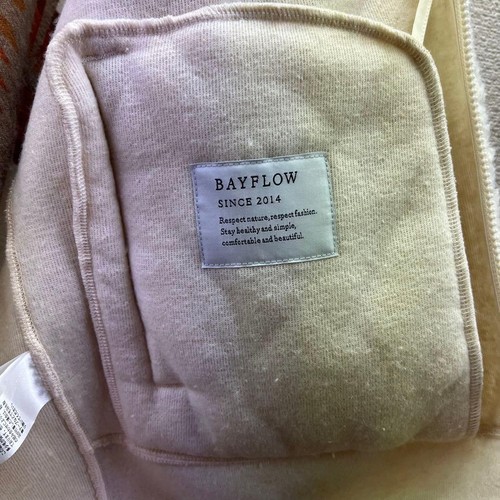 BAYFLOW
SINCE 2014
Respect nature, respect fashion.
Stay healthy and simple,
comfortable and beautiful.